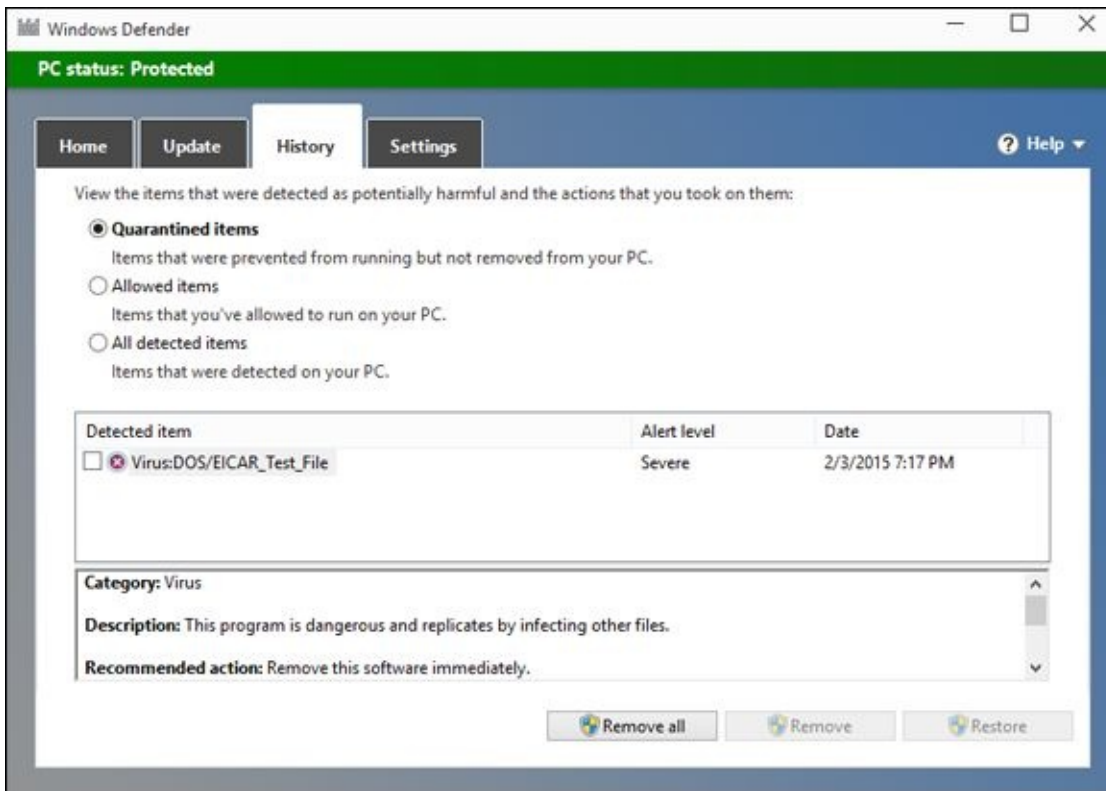 Windows Defender
PC status: Protected
Home Update History Settings Help
View the items that were detected as potentially harmful and the actions that you took on them:
Quarantined items
Items that were prevented from running but not removed from your PC.
Allowed items
Items that you've allowed to run on your PC.
All detected items
Items that were detected on your PC.
Detected item Alert level Date
Virus:DOS/EICAR_Test_File Severe 2/3/2015 7:17 PM
Category: Virus
Description: This program is dangerous and replicates by infecting other files.
Recommended action: Remove this software immediately.
Remove all Remove Restore